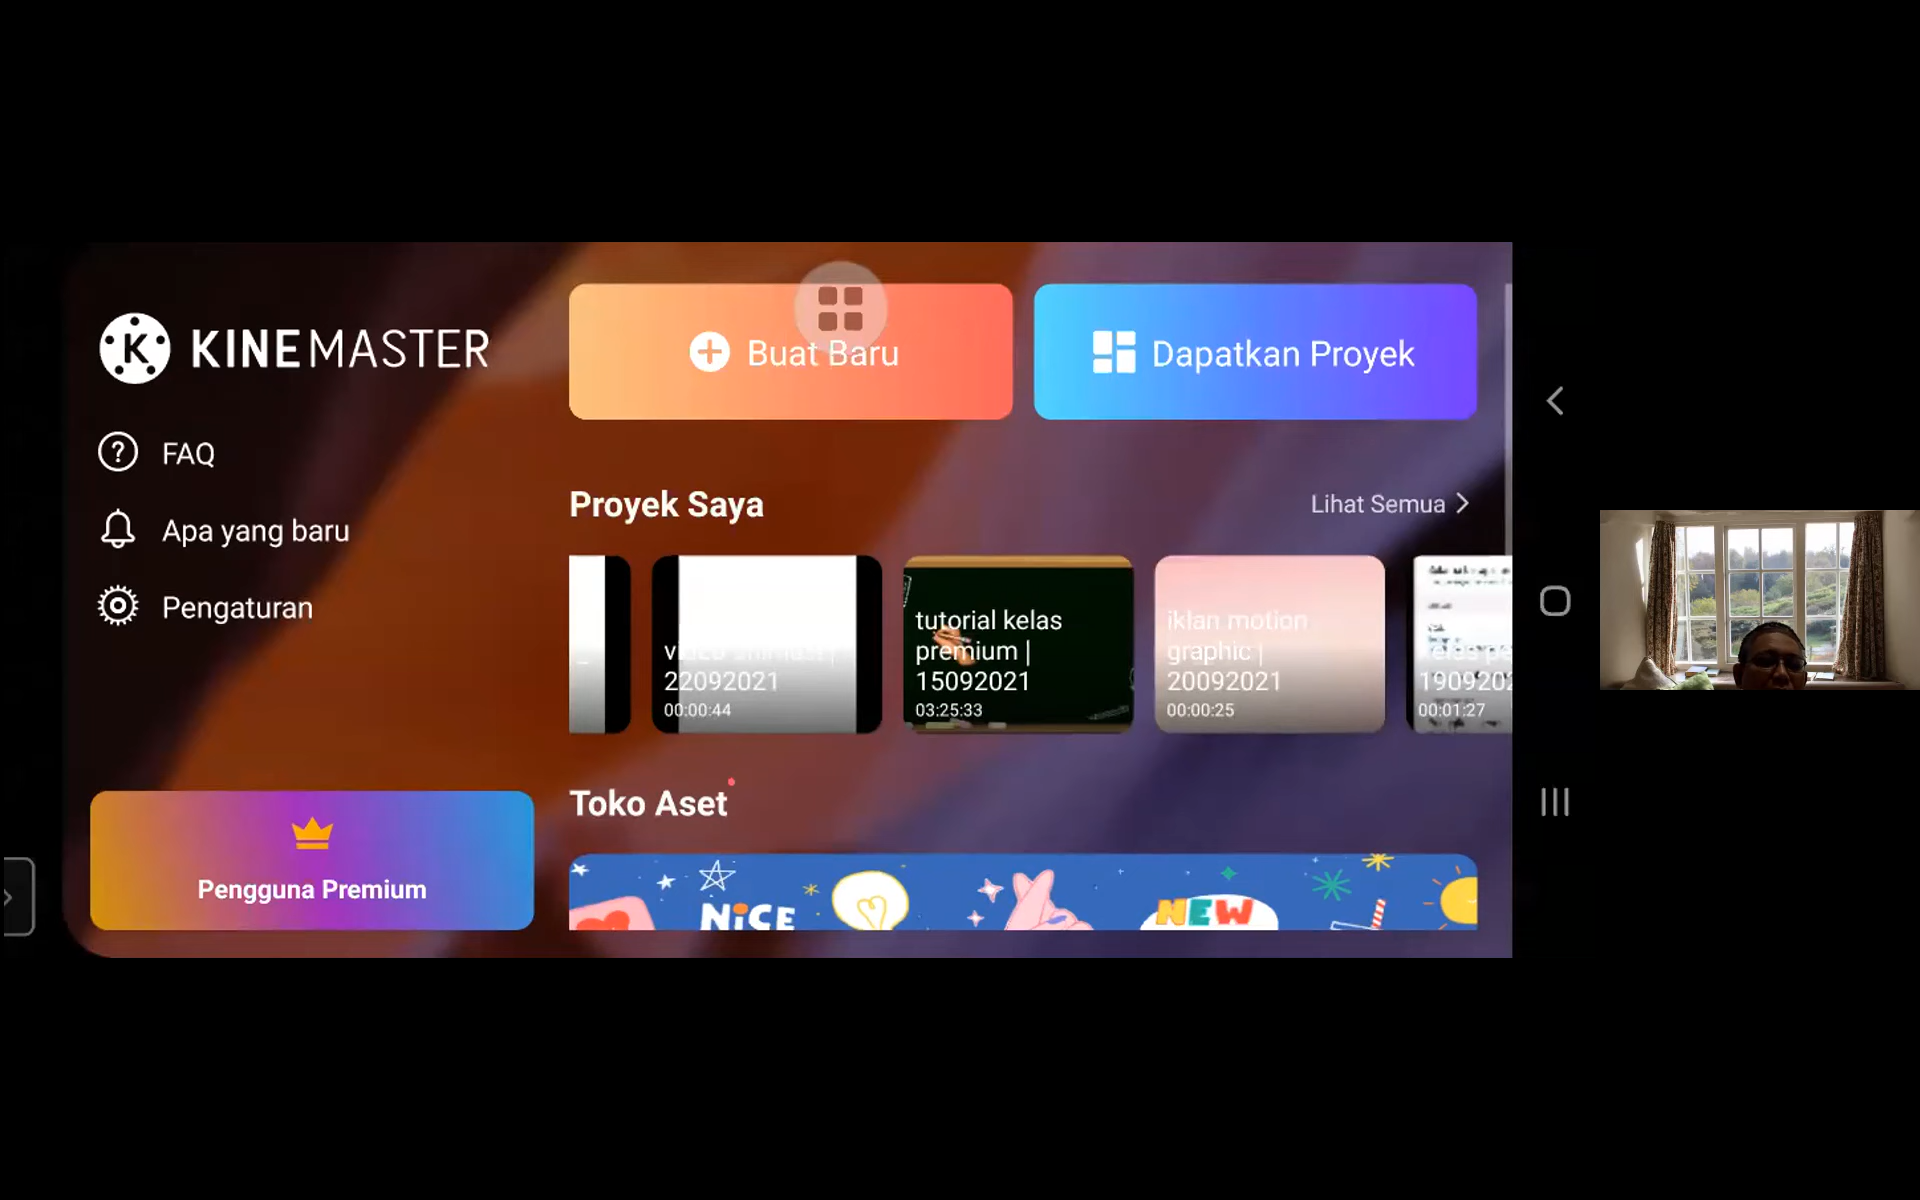 KINEMASTER
FAQ
Apa yang baru
Pengaturan
Pengguna Premium
Buat Baru
Dapatkan Proyek
Proyek Saya
Lihat Semua
22092021
00:00:44
tutorial kelas
premium |
15092021
03:25:33
iklan motion
graphic |
20092021
00:00:25
00:01:27
Toko Aset
NiCE
NEW